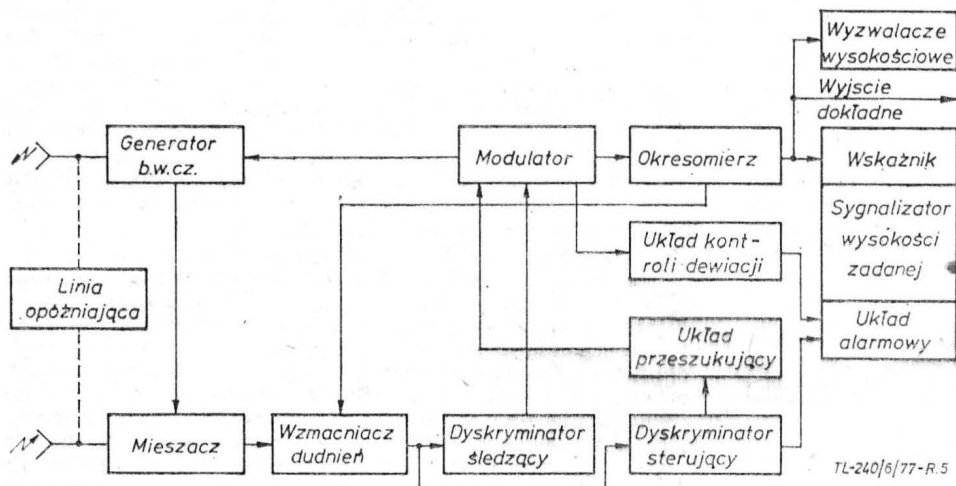 Wyzwalacze
wysokościowe
Wyjscie
dokładne
Generator
b.w.cz.
Modulator
Okresomierz
Wskaźnik
Sygnalizator
wysokości
zadanej
Układ kont-
roli dewiacji
Linia
opóźniająca
Układ
alarmowy
Układ
przeszukujący
Mieszacz
Wzmacniacz
dudnień
Dyskryminator
śledzący
Dyskryminator
sterujący
TL-240/6/77-R.5